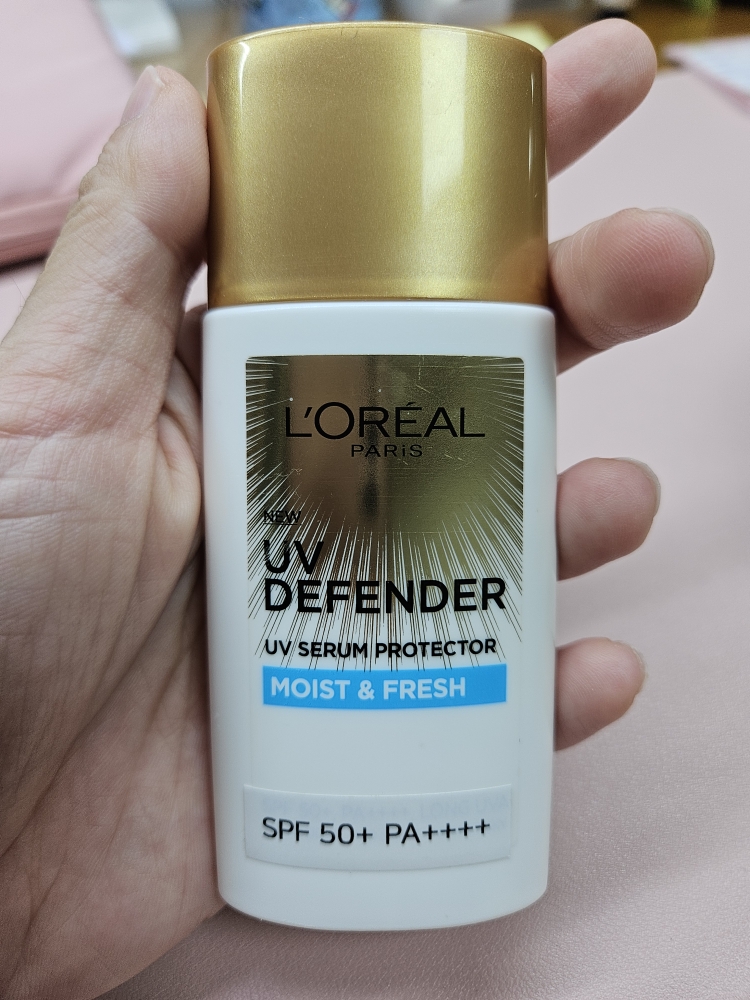 L'ORÉAL
PARiS
NEW
UV
DEFENDER
UV SERUM PROTECTOR
MOIST & FRESH
SPF 50+ PA++++